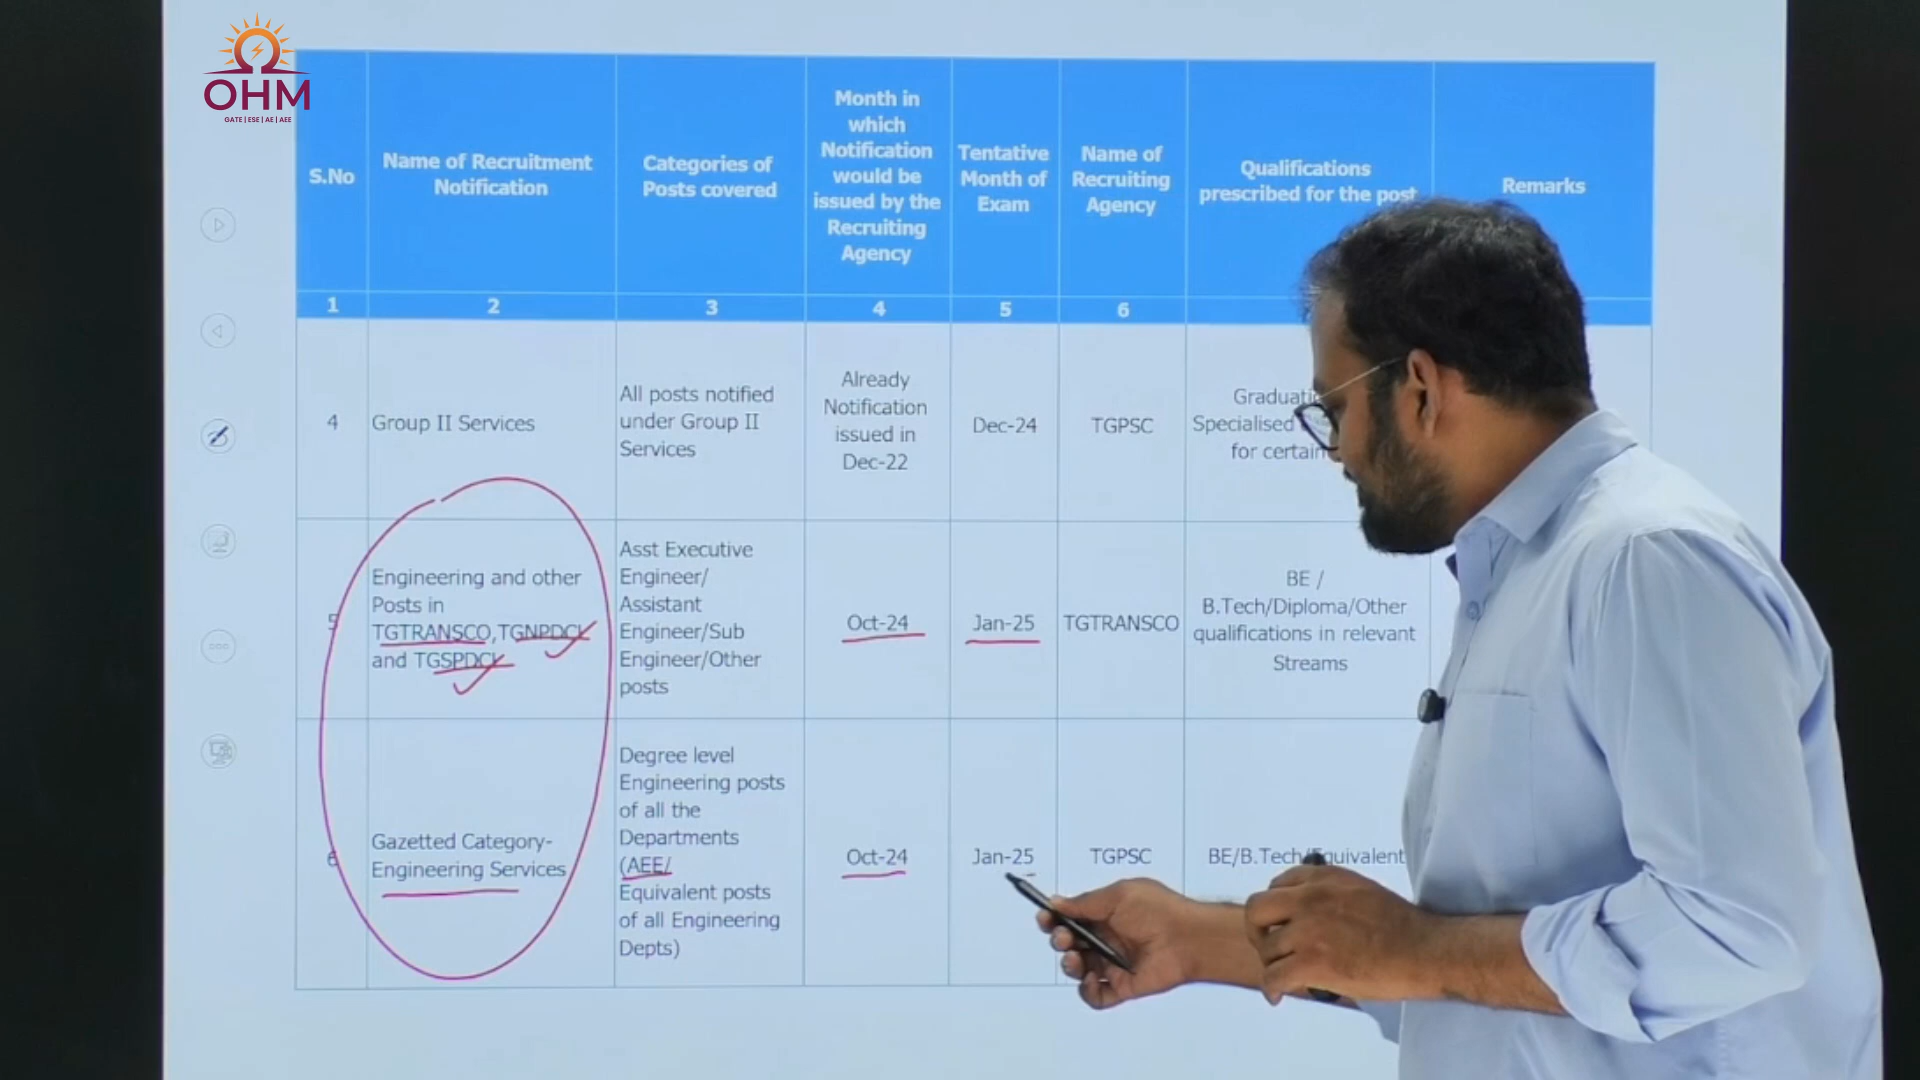 OHM
GATE | ESE | AE | AEE
S.No
Name of Recruitment
Notification
Categories of
Posts covered
Month in
which
Notification
would be
issued by the
Recruiting
Agency
Tentative
Month of
Exam
Name of
Recruiting
Agency
Qualifications
prescribed for the post
Remarks
1
2
3
4
5
6
4
Group II Services
All posts notified
under Group II
Services
Already
Notification
issued in
Dec-22
Dec-24
TGPSC
Specialised
for certain
5
Engineering and other
Posts in
TGTRANSCO,TGNPDCL
and TGSPDCL
Asst Executive
Engineer/
Assistant
Engineer/Sub
Engineer/Other
posts
Oct-24
Jan-25
TGTRANSCO
BE /
B.Tech/Diploma/Other
qualifications in relevant
Streams
6
Gazetted Category-
Engineering Services
Degree level
Engineering posts
of all the
Departments
(AEE/
Equivalent posts
of all Engineering
Depts)
Oct-24
Jan-25
TGPSC
BE/B.Tech/Equivalent